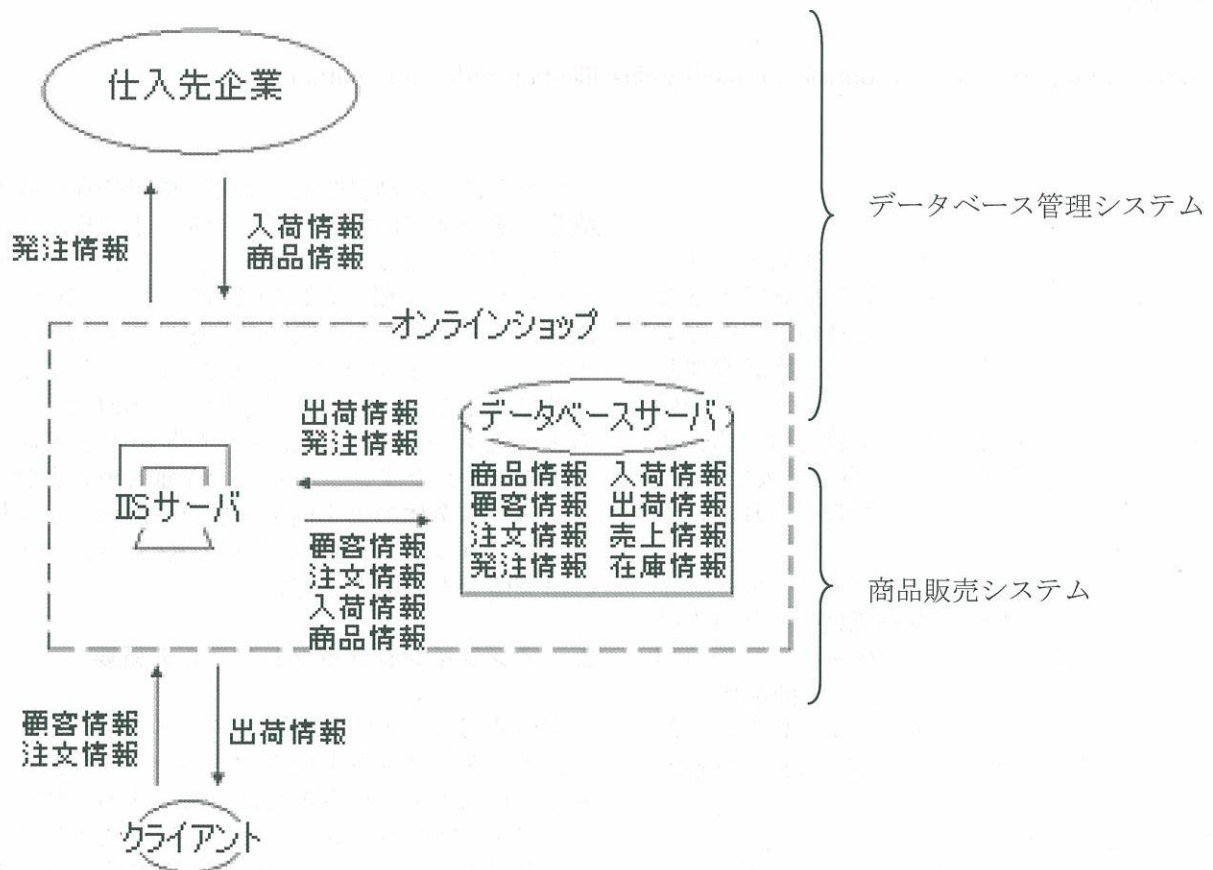 仕入先企業
データベース管理システム
発注情報
入荷情報
商品情報
オンラインショップ
出荷情報
発注情報
データベースサーバ
IISサーバ
商品情報 入荷情報
顧客情報 出荷情報
注文情報 売上情報
発注情報 在庫情報
顧客情報
注文情報
入荷情報
商品情報
商品販売システム
顧客情報
注文情報
出荷情報
クライアント